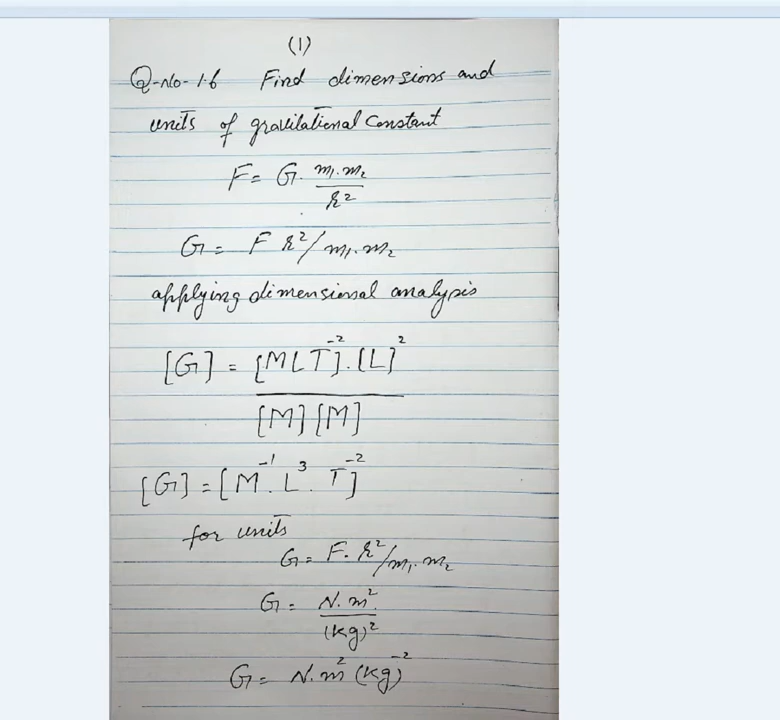 (1)
Q-No-1.6 Find dimensions and
units of gravitational Constant
F = G. m₁.m₂ / r²
G = F r²/m₁.m₂
applying dimensional analysis
[G] = [MLT⁻²].[L]² / [M][M]
[G] = [M⁻¹. L³. T⁻²]
for units
G = F. r²/m₁.m₂
G = N.m² / (kg)²
G = N.m² (kg)⁻²